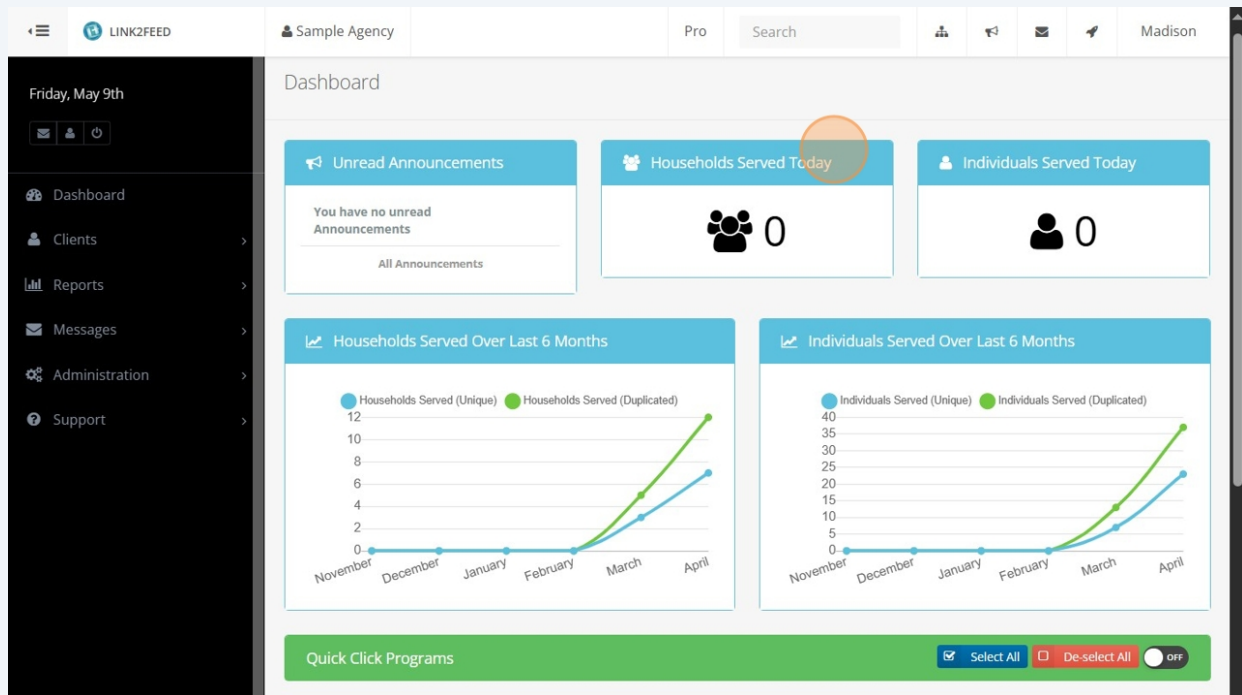 LINK2FEED
Sample Agency
Pro
Search
Madison
Friday, May 9th
Dashboard
Clients
Reports
Messages
Administration
Support
Dashboard
Unread Announcements
You have no unread
Announcements
All Announcements
Households Served Today
0
Individuals Served Today
0
Households Served Over Last 6 Months
Households Served (Unique) Households Served (Duplicated)
12
10
8
6
4
2
0
November December January February March April
Individuals Served Over Last 6 Months
Individuals Served (Unique) Individuals Served (Duplicated)
40
35
30
25
20
15
10
5
0
November December January February March April
Quick Click Programs
Select All
De-select All
OFF